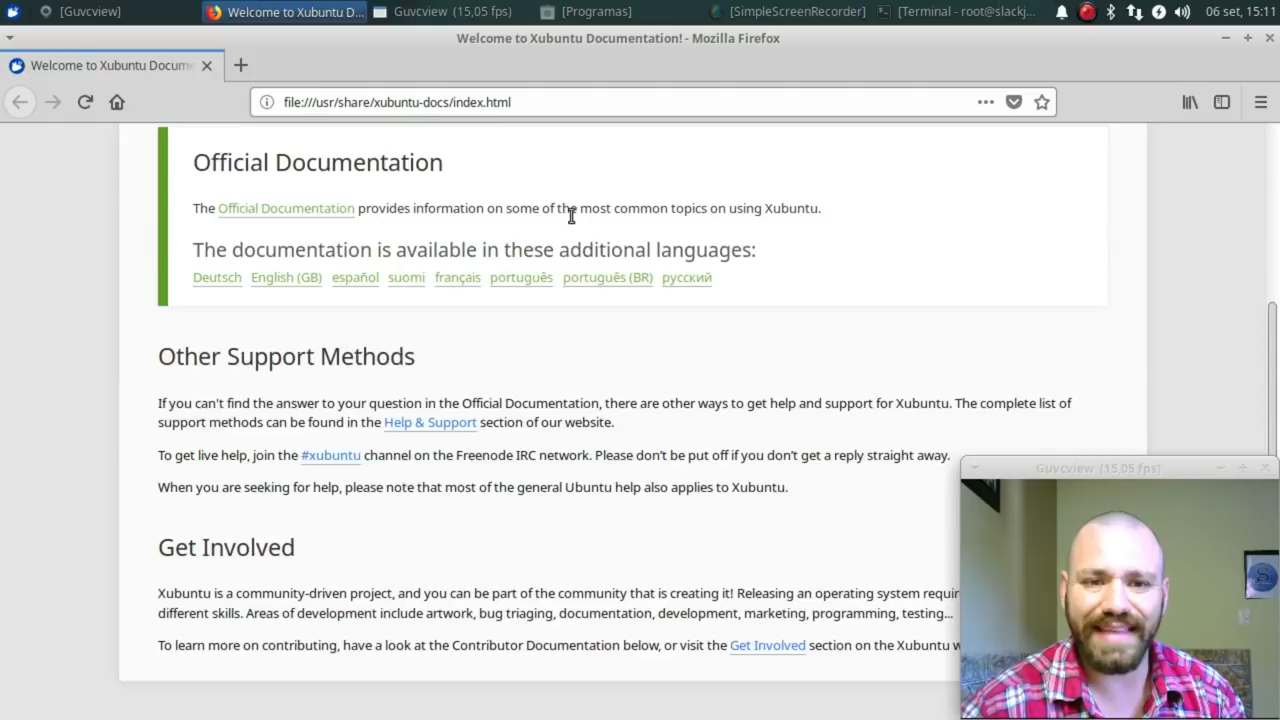 [Guvcview]
Welcome to Xubuntu D...
Guvcview (15,05 fps)
[Programas]
[SimpleScreenRecorder]
[Terminal - root@slackj...
06 set, 15:11
Welcome to Xubuntu Documentation! - Mozilla Firefox
Welcome to Xubuntu Docume
file:///usr/share/xubuntu-docs/index.html
Official Documentation
The Official Documentation provides information on some of the most common topics on using Xubuntu.
The documentation is available in these additional languages:
Deutsch English (GB) español suomi français português português (BR) русский
Other Support Methods
If you can't find the answer to your question in the Official Documentation, there are other ways to get help and support for Xubuntu. The complete list of
support methods can be found in the Help & Support section of our website.
To get live help, join the #xubuntu channel on the Freenode IRC network. Please don’t be put off if you don’t get a reply straight away.
When you are seeking for help, please note that most of the general Ubuntu help also applies to Xubuntu.
Guvcview (15,05 fps)
Get Involved
Xubuntu is a community-driven project, and you can be part of the community that is creating it! Releasing an operating system requir
different skills. Areas of development include artwork, bug triaging, documentation, development, marketing, programming, testing...
To learn more on contributing, have a look at the Contributor Documentation below, or visit the Get Involved section on the Xubuntu w